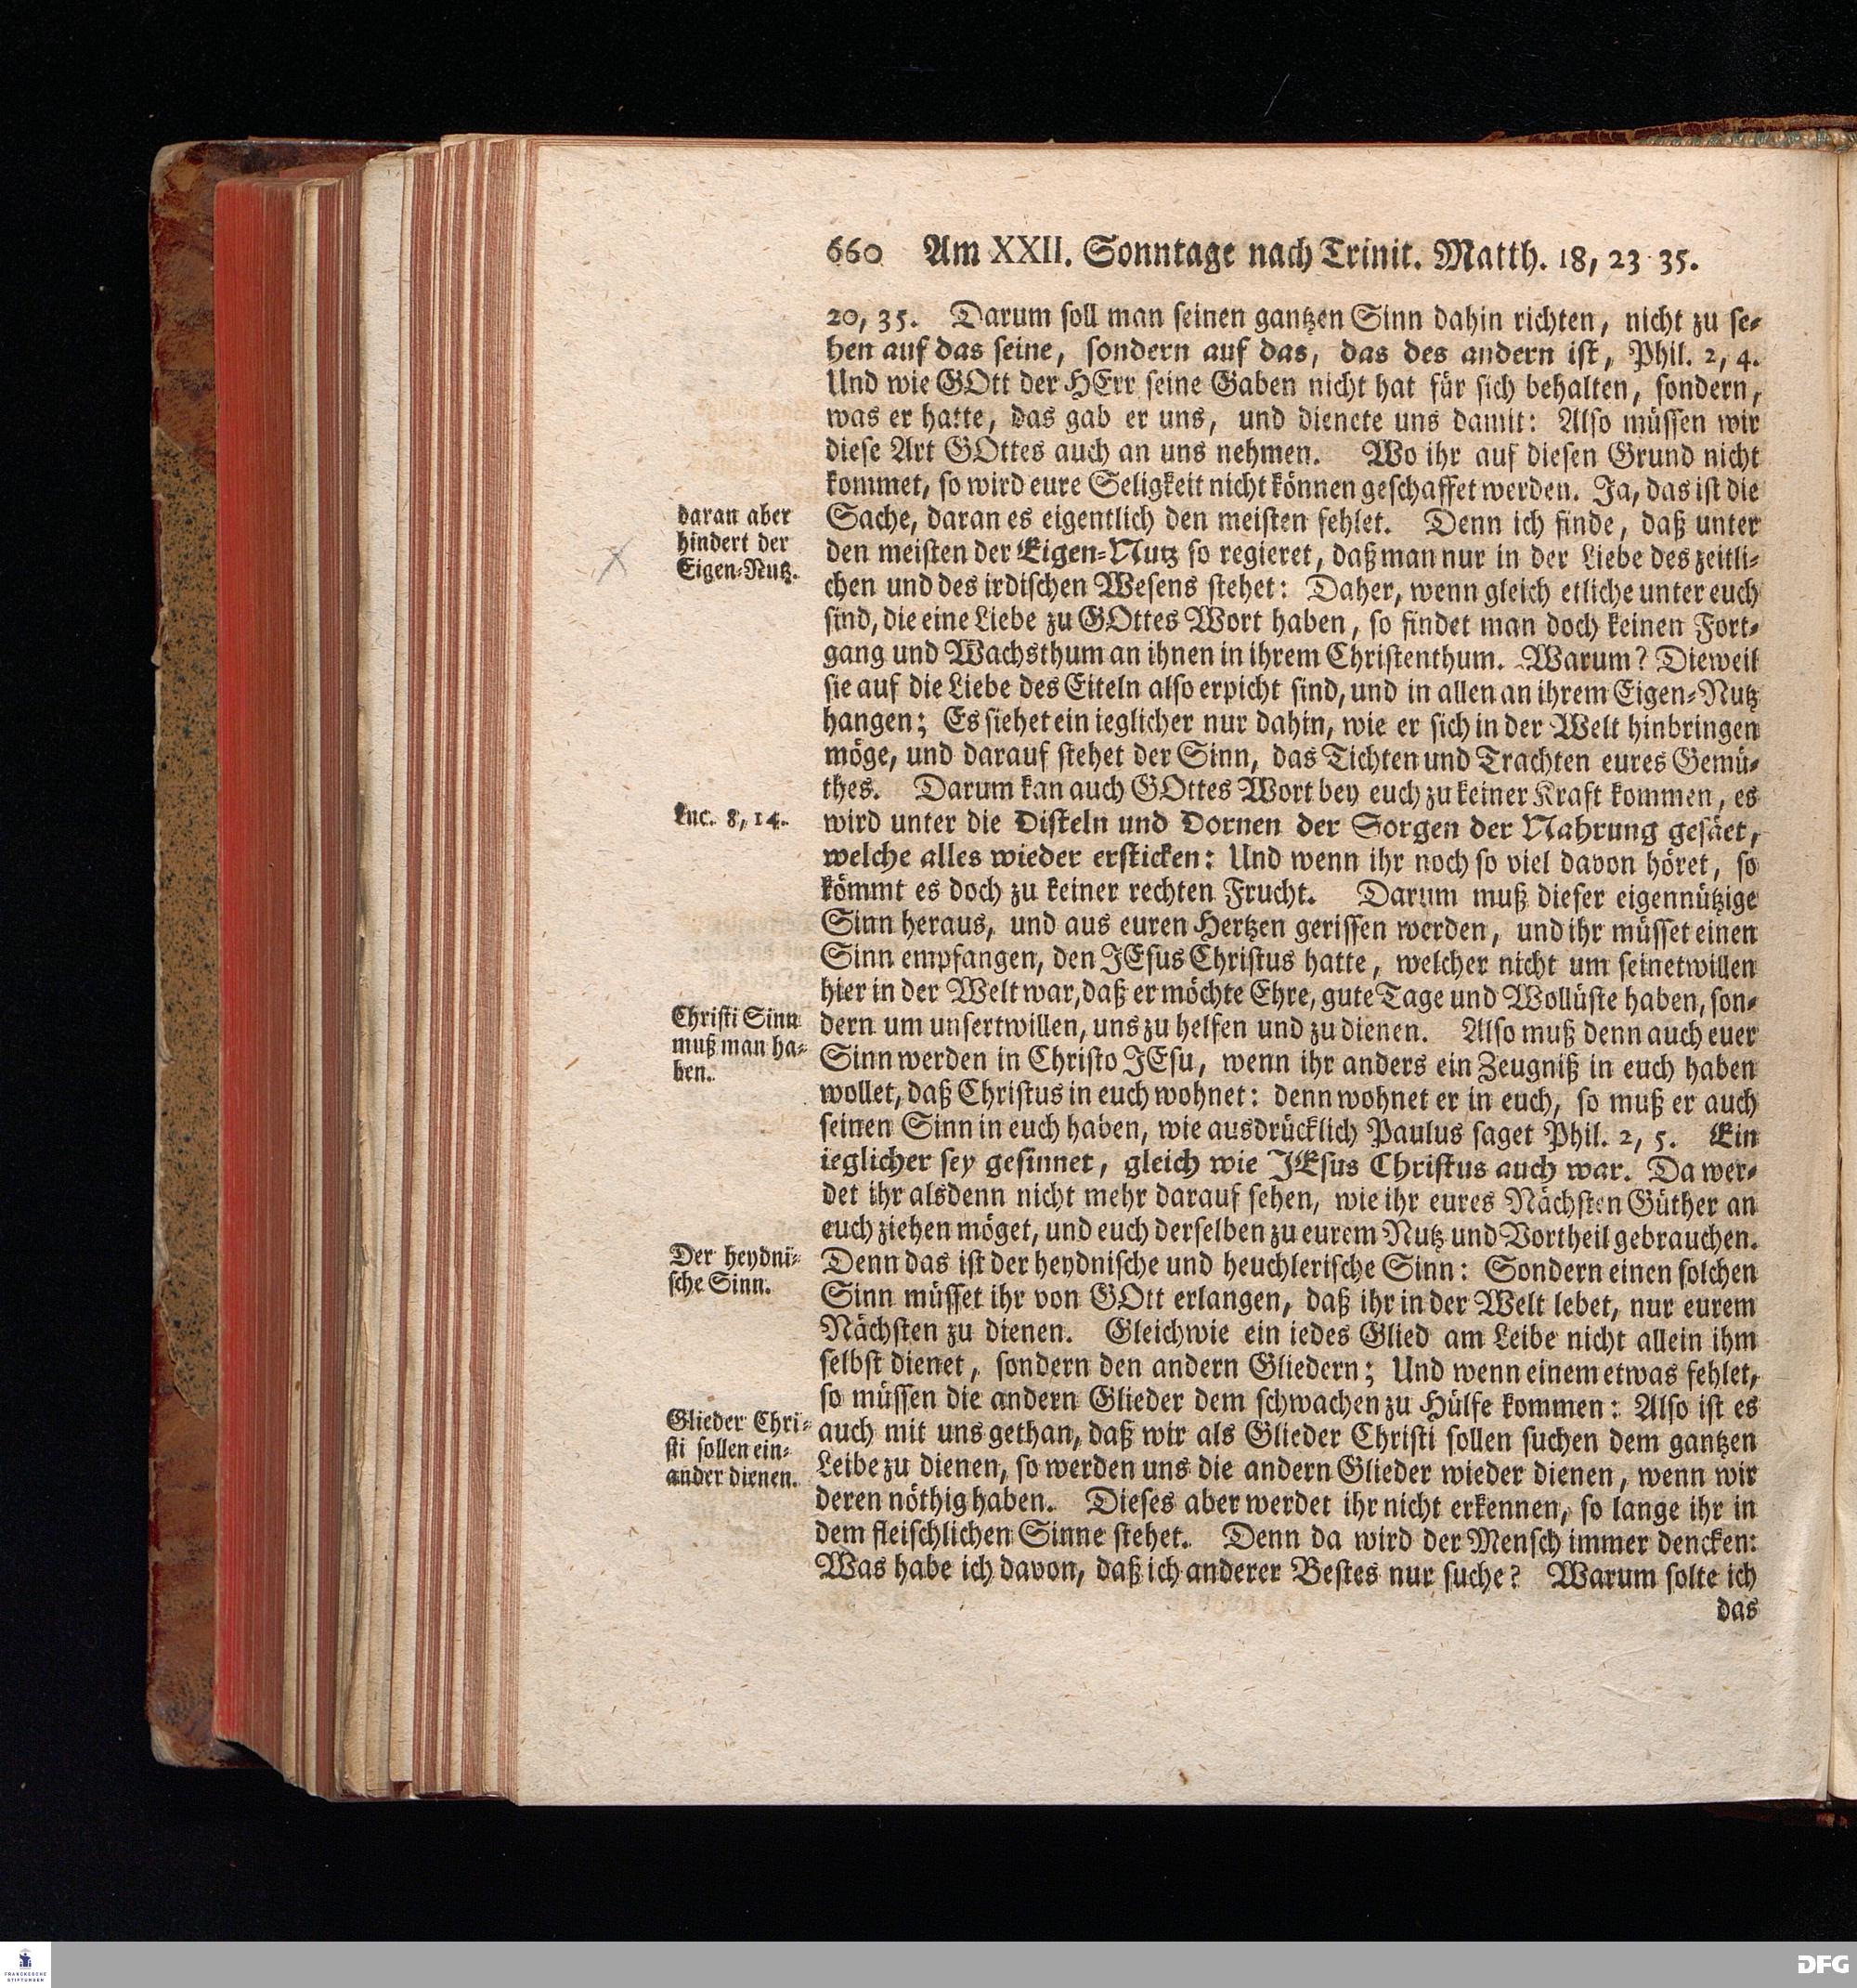 660 Am XXII. Sonntage nach Trinit. Matth. 18, 23 35.
20, 35. Darum soll man seinen gantzen Sinn dahin richten, nicht zu se-
hen auf das seine, sondern auf das, das des andern ist, Phil. 2, 4.
Und wie GOtt der HErr seine Gaben nicht hat für sich behalten, sondern,
was er hatte, das gab er uns, und dienete uns damit: Also müssen wir
diese Art GOttes auch an uns nehmen. Wo ihr auf diesen Grund nicht
kommet, so wird eure Seligkeit nicht können geschaffet werden. Ja, das ist die
daran aber
hindert der
Eigen-Nutz.
Sache, daran es eigentlich den meisten fehlet. Denn ich finde, daß unter
den meisten der Eigen-Nutz so regieret, daß man nur in der Liebe des zeitli-
chen und des irdischen Wesens stehet: Daher, wenn gleich etliche unter euch
sind, die eine Liebe zu GOttes Wort haben, so findet man doch keinen Fort-
gang und Wachsthum an ihnen in ihrem Christenthum. Warum? Dieweil
sie auf die Liebe des Eiteln also erpicht sind, und in allen an ihrem Eigen-Nutz
hangen; Es siehet ein ieglicher nur dahin, wie er sich in der Welt hinbringen
möge, und darauf stehet der Sinn, das Tichten und Trachten eures Gemü-
thes. Darum kan auch GOttes Wort bey euch zu keiner Kraft kommen, es
Luc. 8, 14.
wird unter die Disteln und Dornen der Sorgen der Nahrung gesäet,
welche alles wieder ersticken: Und wenn ihr noch so viel davon höret, so
kömmt es doch zu keiner rechten Frucht. Darum muß dieser eigennützige
Sinn heraus, und aus euren Hertzen gerissen werden, und ihr müsset einen
Sinn empfangen, den JEsus Christus hatte, welcher nicht um seinetwillen
hier in der Welt war, daß er möchte Ehre, gute Tage und Wollüste haben, son-
Christi Sinn
muß man ha-
ben.
dern um unsertwillen, uns zu helfen und zu dienen. Also muß denn auch euer
Sinn werden in Christo JEsu, wenn ihr anders ein Zeugniß in euch haben
wollet, daß Christus in euch wohnet: denn wohnet er in euch, so muß er auch
seinen Sinn in euch haben, wie ausdrücklich Paulus saget Phil. 2, 5. Ein
ieglicher sey gesinnet, gleich wie JEsus Christus auch war. Da wer-
det ihr alsdenn nicht mehr darauf sehen, wie ihr eures Nächsten Güther an
euch ziehen möget, und euch derselben zu eurem Nutz und Vortheil gebrauchen.
Der heydni-
sche Sinn.
Denn das ist der heydnische und heuchlerische Sinn: Sondern einen solchen
Sinn müsset ihr von GOtt erlangen, daß ihr in der Welt lebet, nur eurem
Nächsten zu dienen. Gleichwie ein iedes Glied am Leibe nicht allein ihm
selbst dienet, sondern den andern Gliedern; Und wenn einem etwas fehlet,
so müssen die andern Glieder dem schwachen zu Hülfe kommen: Also ist es
Glieder Chri-
sti sollen ein-
ander dienen.
auch mit uns gethan, daß wir als Glieder Christi sollen suchen dem gantzen
Leibe zu dienen, so werden uns die andern Glieder wieder dienen, wenn wir
deren nöthig haben. Dieses aber werdet ihr nicht erkennen, so lange ihr in
dem fleischlichen Sinne stehet. Denn da wird der Mensch immer dencken:
Was habe ich davon, daß ich anderer Bestes nur suche? Warum solte ich
das
FRANCKESCHE
STIFTUNGEN
DFG